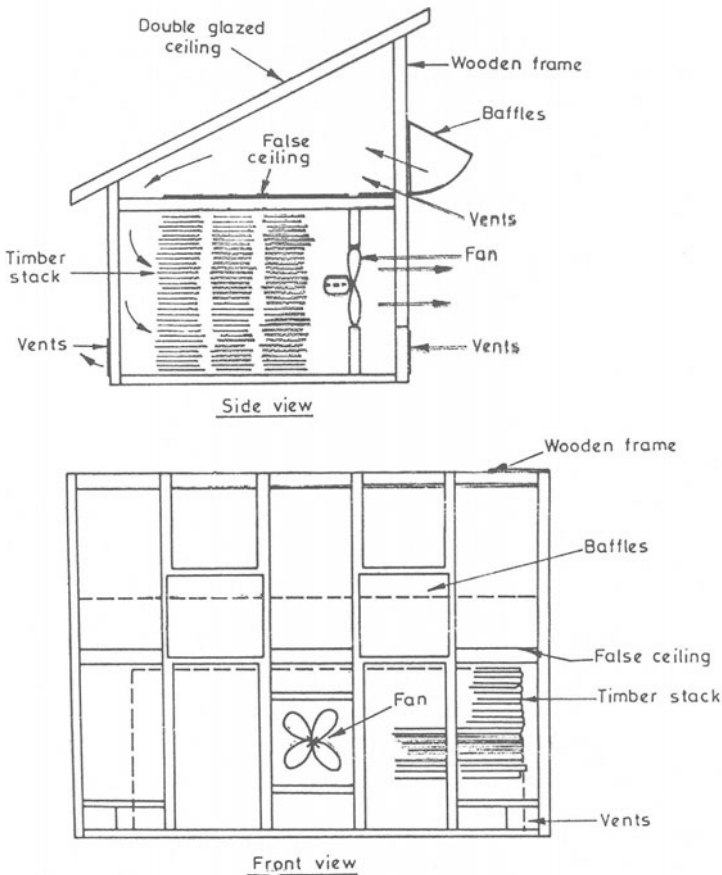 Double glazed
ceiling
Wooden frame
Baffles
False
ceiling
Vents
Fan
Timber
stack
Vents
Vents
Side view
Wooden frame
Baffles
False ceiling
Timber stack
Fan
Vents
Front view